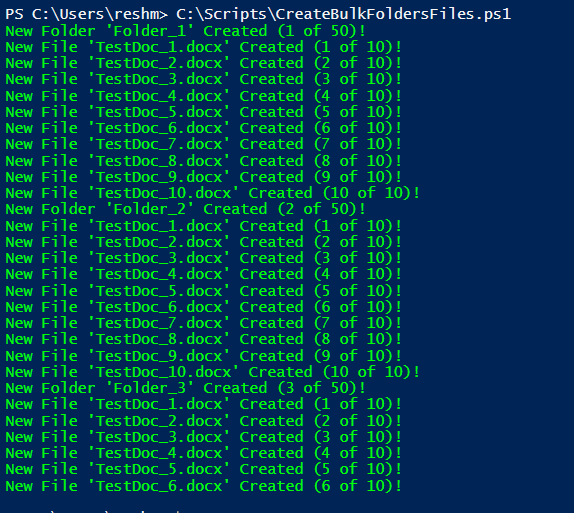 PS C:\Users\reshm> C:\Scripts\CreateBulkFoldersFiles.ps1
New Folder 'Folder_1' Created (1 of 50)!
New File 'TestDoc_1.docx' Created (1 of 10)!
New File 'TestDoc_2.docx' Created (2 of 10)!
New File 'TestDoc_3.docx' Created (3 of 10)!
New File 'TestDoc_4.docx' Created (4 of 10)!
New File 'TestDoc_5.docx' Created (5 of 10)!
New File 'TestDoc_6.docx' Created (6 of 10)!
New File 'TestDoc_7.docx' Created (7 of 10)!
New File 'TestDoc_8.docx' Created (8 of 10)!
New File 'TestDoc_9.docx' Created (9 of 10)!
New File 'TestDoc_10.docx' Created (10 of 10)!
New Folder 'Folder_2' Created (2 of 50)!
New File 'TestDoc_1.docx' Created (1 of 10)!
New File 'TestDoc_2.docx' Created (2 of 10)!
New File 'TestDoc_3.docx' Created (3 of 10)!
New File 'TestDoc_4.docx' Created (4 of 10)!
New File 'TestDoc_5.docx' Created (5 of 10)!
New File 'TestDoc_6.docx' Created (6 of 10)!
New File 'TestDoc_7.docx' Created (7 of 10)!
New File 'TestDoc_8.docx' Created (8 of 10)!
New File 'TestDoc_9.docx' Created (9 of 10)!
New File 'TestDoc_10.docx' Created (10 of 10)!
New Folder 'Folder_3' Created (3 of 50)!
New File 'TestDoc_1.docx' Created (1 of 10)!
New File 'TestDoc_2.docx' Created (2 of 10)!
New File 'TestDoc_3.docx' Created (3 of 10)!
New File 'TestDoc_4.docx' Created (4 of 10)!
New File 'TestDoc_5.docx' Created (5 of 10)!
New File 'TestDoc_6.docx' Created (6 of 10)!